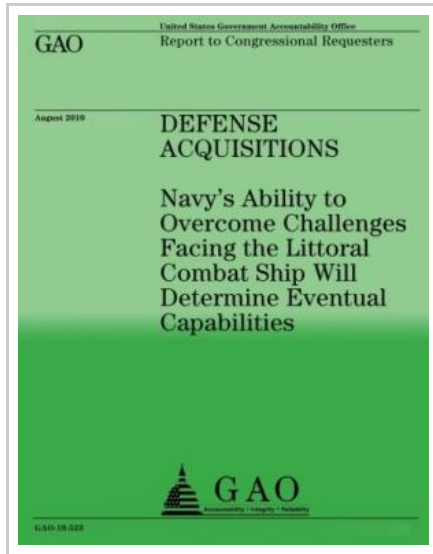 United States Government Accountability Office
GAO
Report to Congressional Requesters
August 2010
DEFENSE
ACQUISITIONS
Navy's Ability to
Overcome Challenges
Facing the Littoral
Combat Ship Will
Determine Eventual
Capabilities
GAO
Accountability * Integrity * Reliability
GAO-10-523